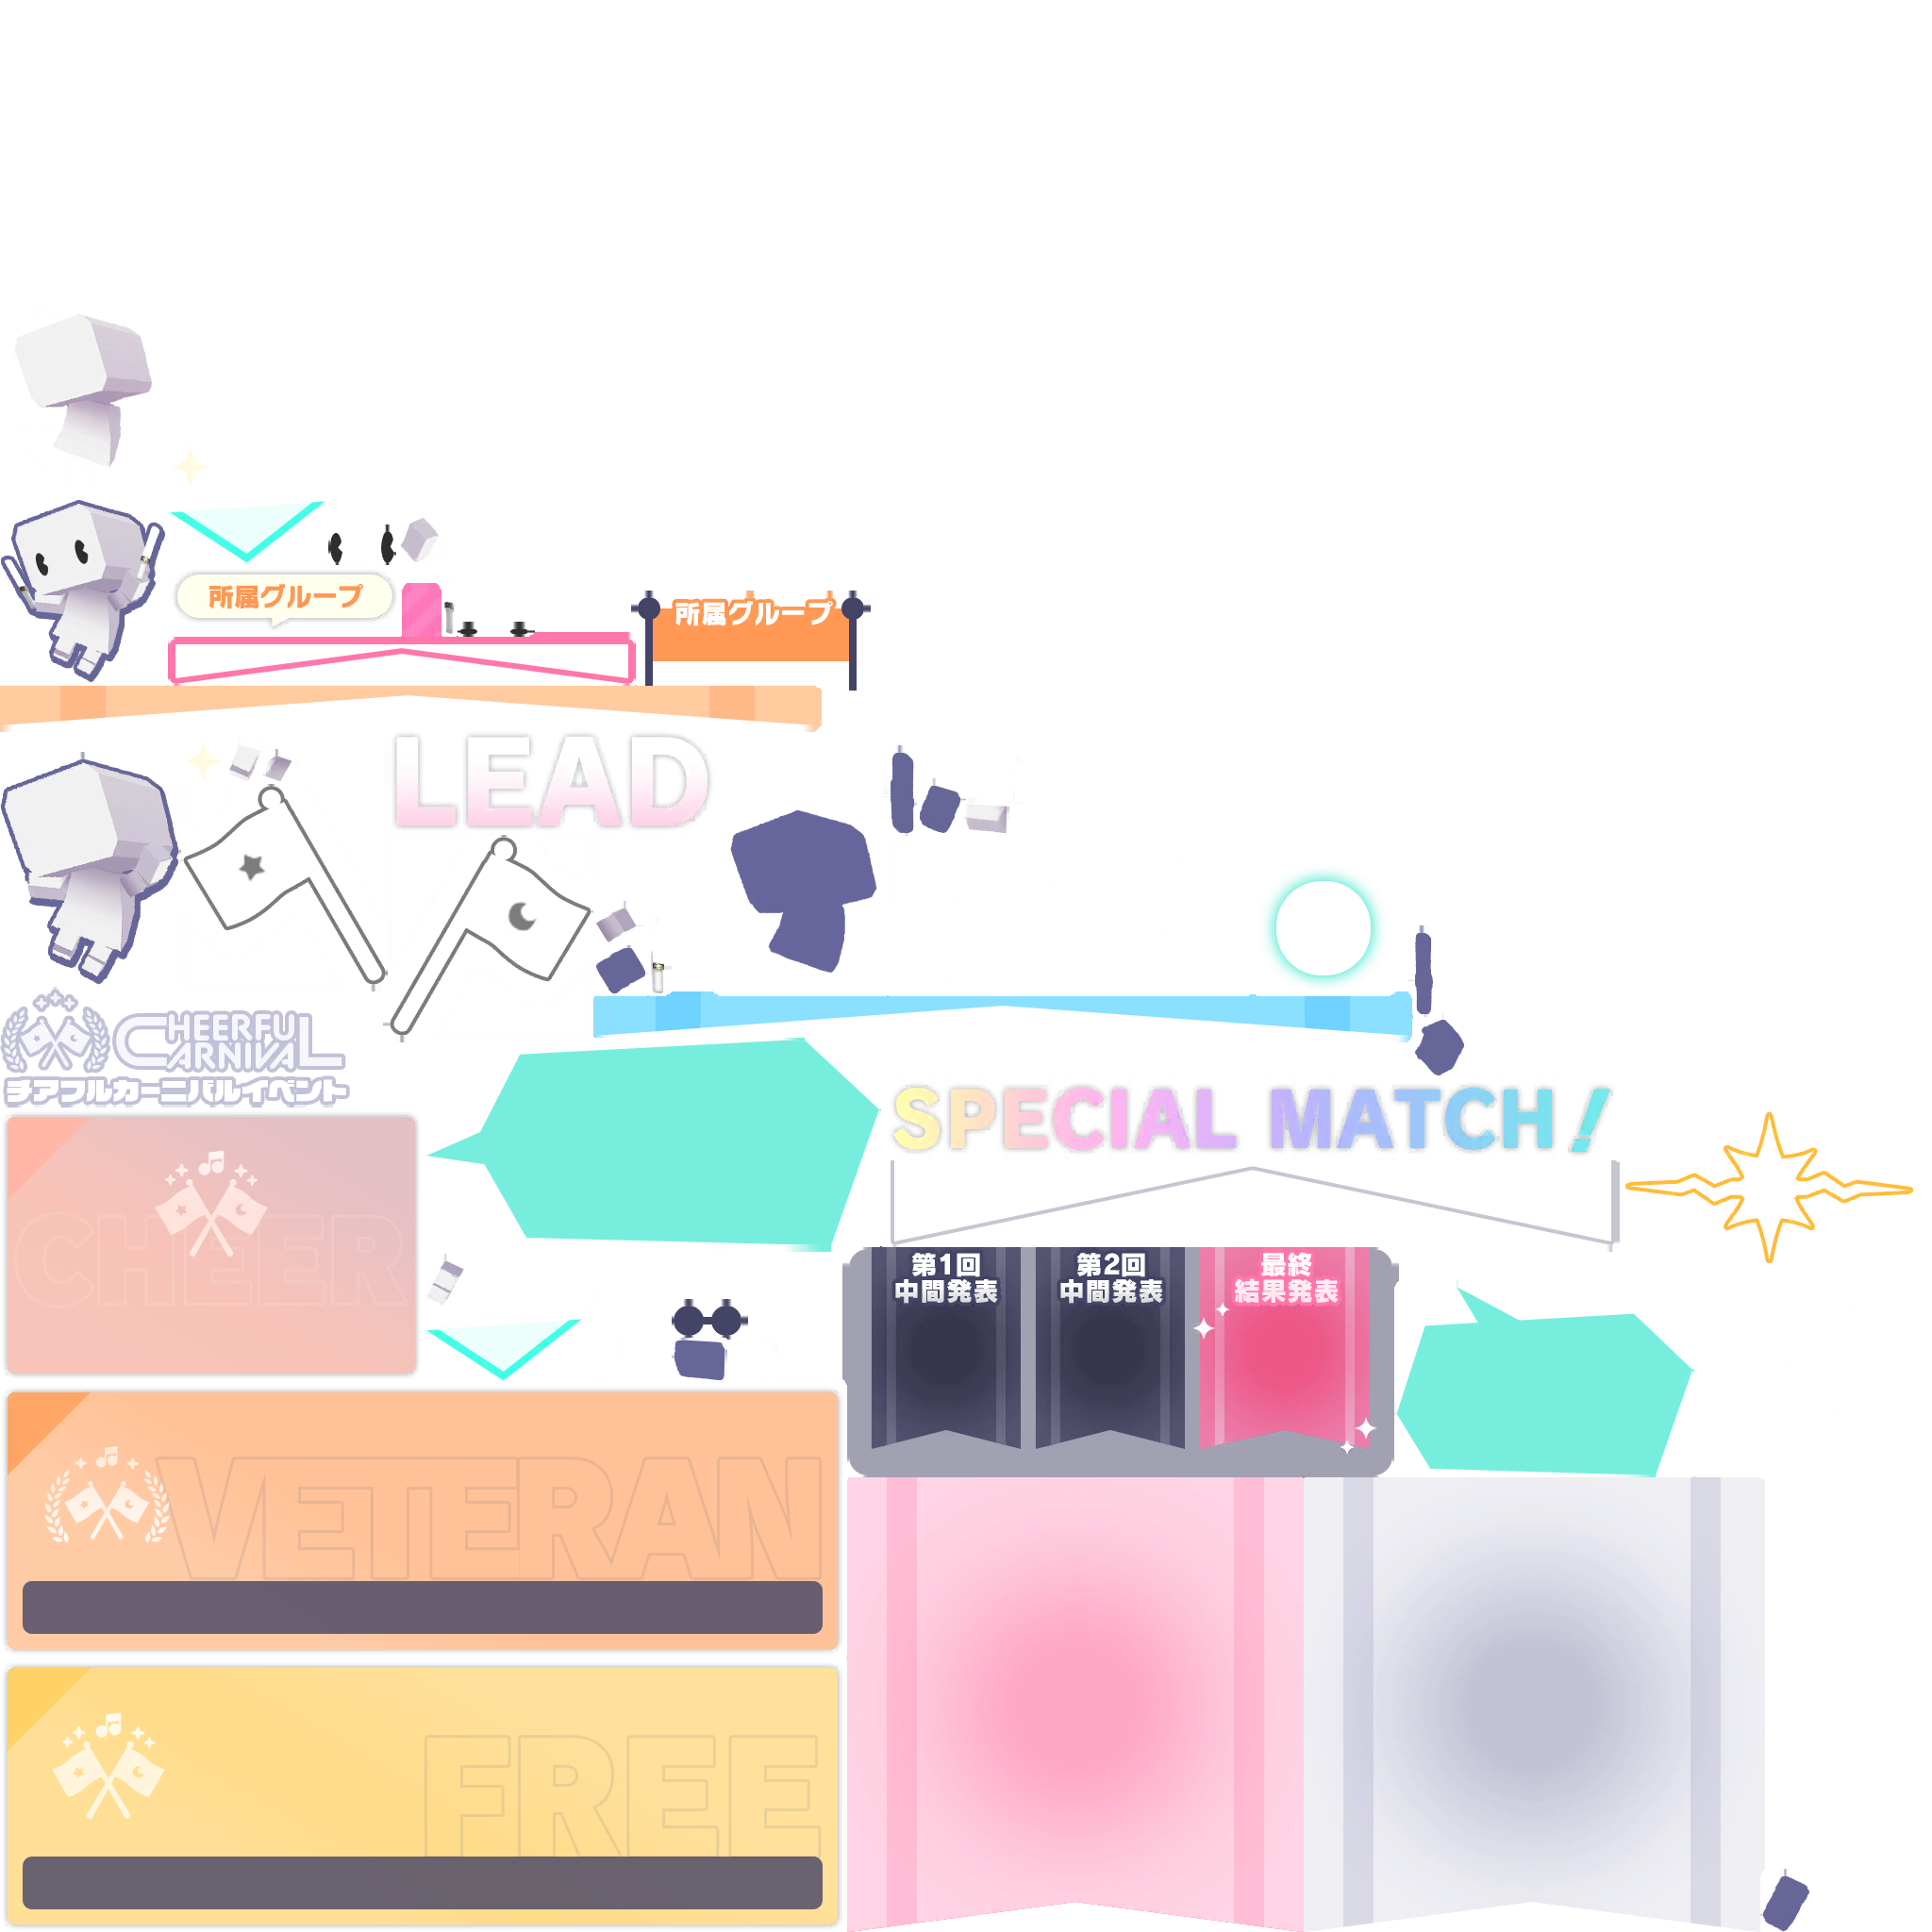 所属グループ
所属グループ
LEAD
CHEERFUL
CARNIVAL
チアフルカーニバルイベント
SPECIAL MATCH!
CHEER
第1回
中間発表
第2回
中間発表
最終
結果発表
VETERAN
FREE